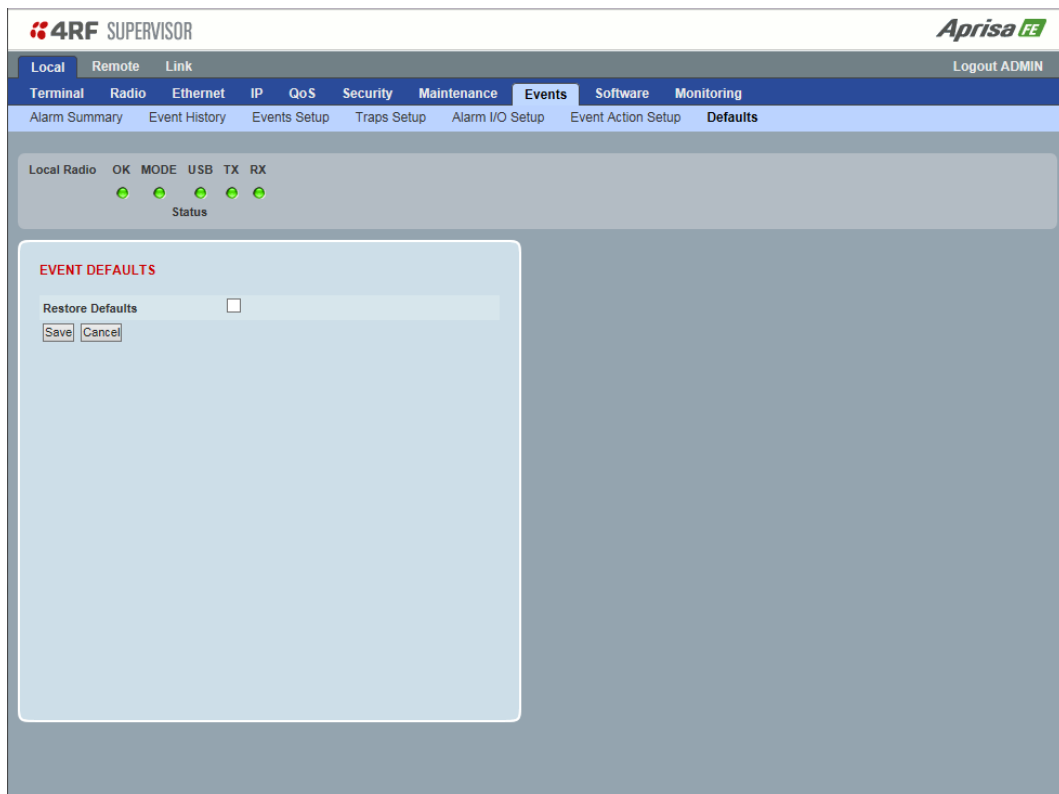 4RF SUPERVISOR
Aprisa FE
Local Remote Link Logout ADMIN
Terminal Radio Ethernet IP QoS Security Maintenance Events Software Monitoring
Alarm Summary Event History Events Setup Traps Setup Alarm I/O Setup Event Action Setup Defaults
Local Radio OK MODE USB TX RX
Status
EVENT DEFAULTS
Restore Defaults
Save Cancel